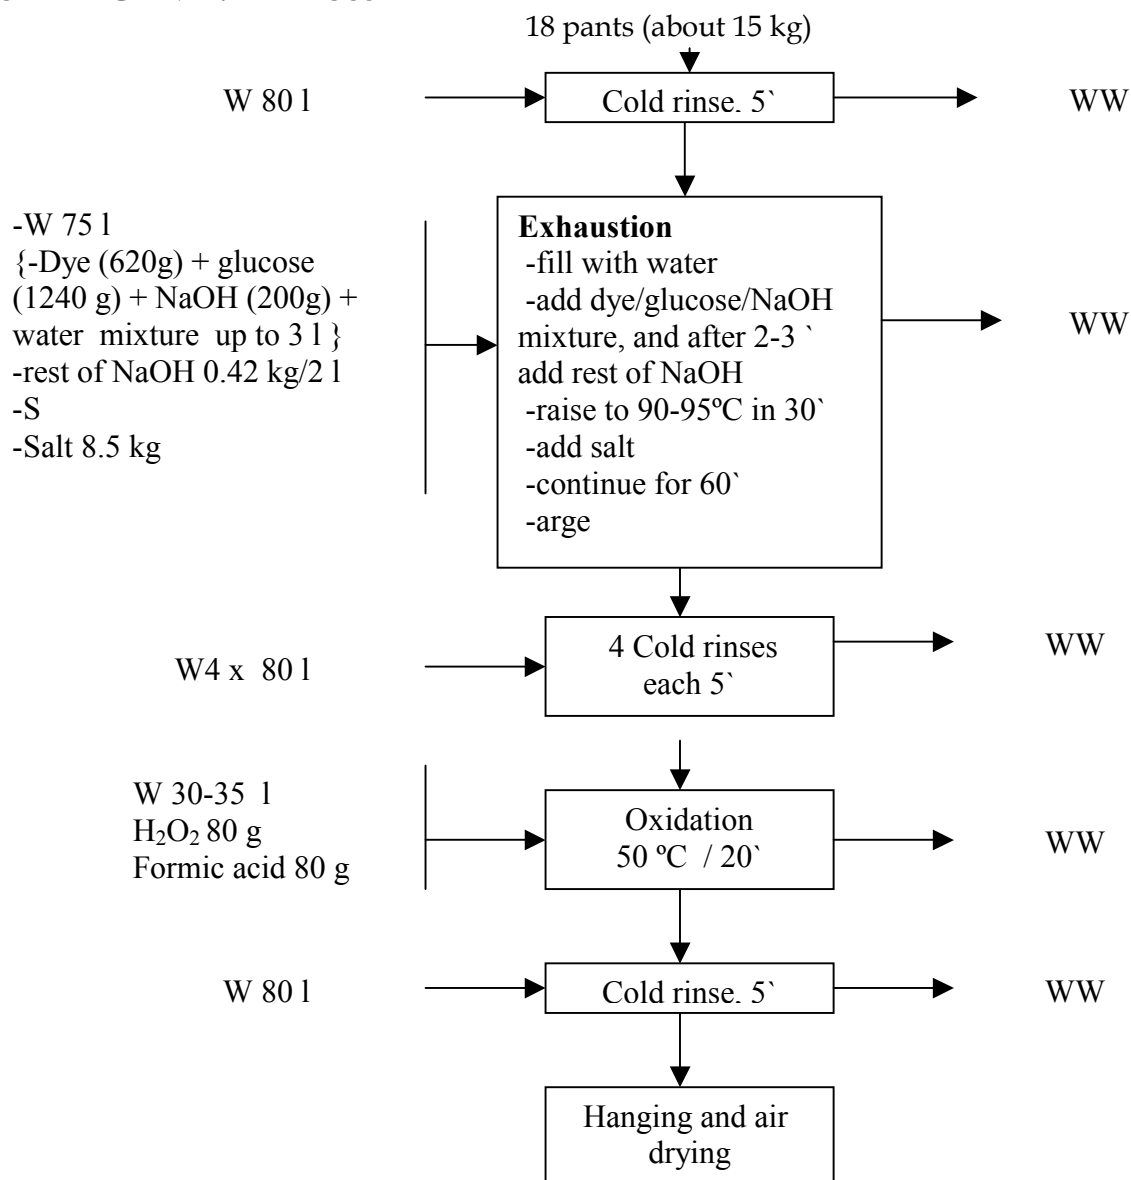 18 pants (about 15 kg)
W 80 l
Cold rinse. 5`
WW
-W 75 l
{-Dye (620g) + glucose
(1240 g) + NaOH (200g) +
water mixture up to 3 l }
-rest of NaOH 0.42 kg/2 l
-S
-Salt 8.5 kg
Exhaustion
-fill with water
-add dye/glucose/NaOH
mixture, and after 2-3 `
add rest of NaOH
-raise to 90-95ºC in 30`
-add salt
-continue for 60`
-arge
WW
W4 x 80 l
4 Cold rinses
each 5`
WW
W 30-35 l
H₂O₂ 80 g
Formic acid 80 g
Oxidation
50 ºC / 20`
WW
W 80 l
Cold rinse. 5`
WW
Hanging and air
drying